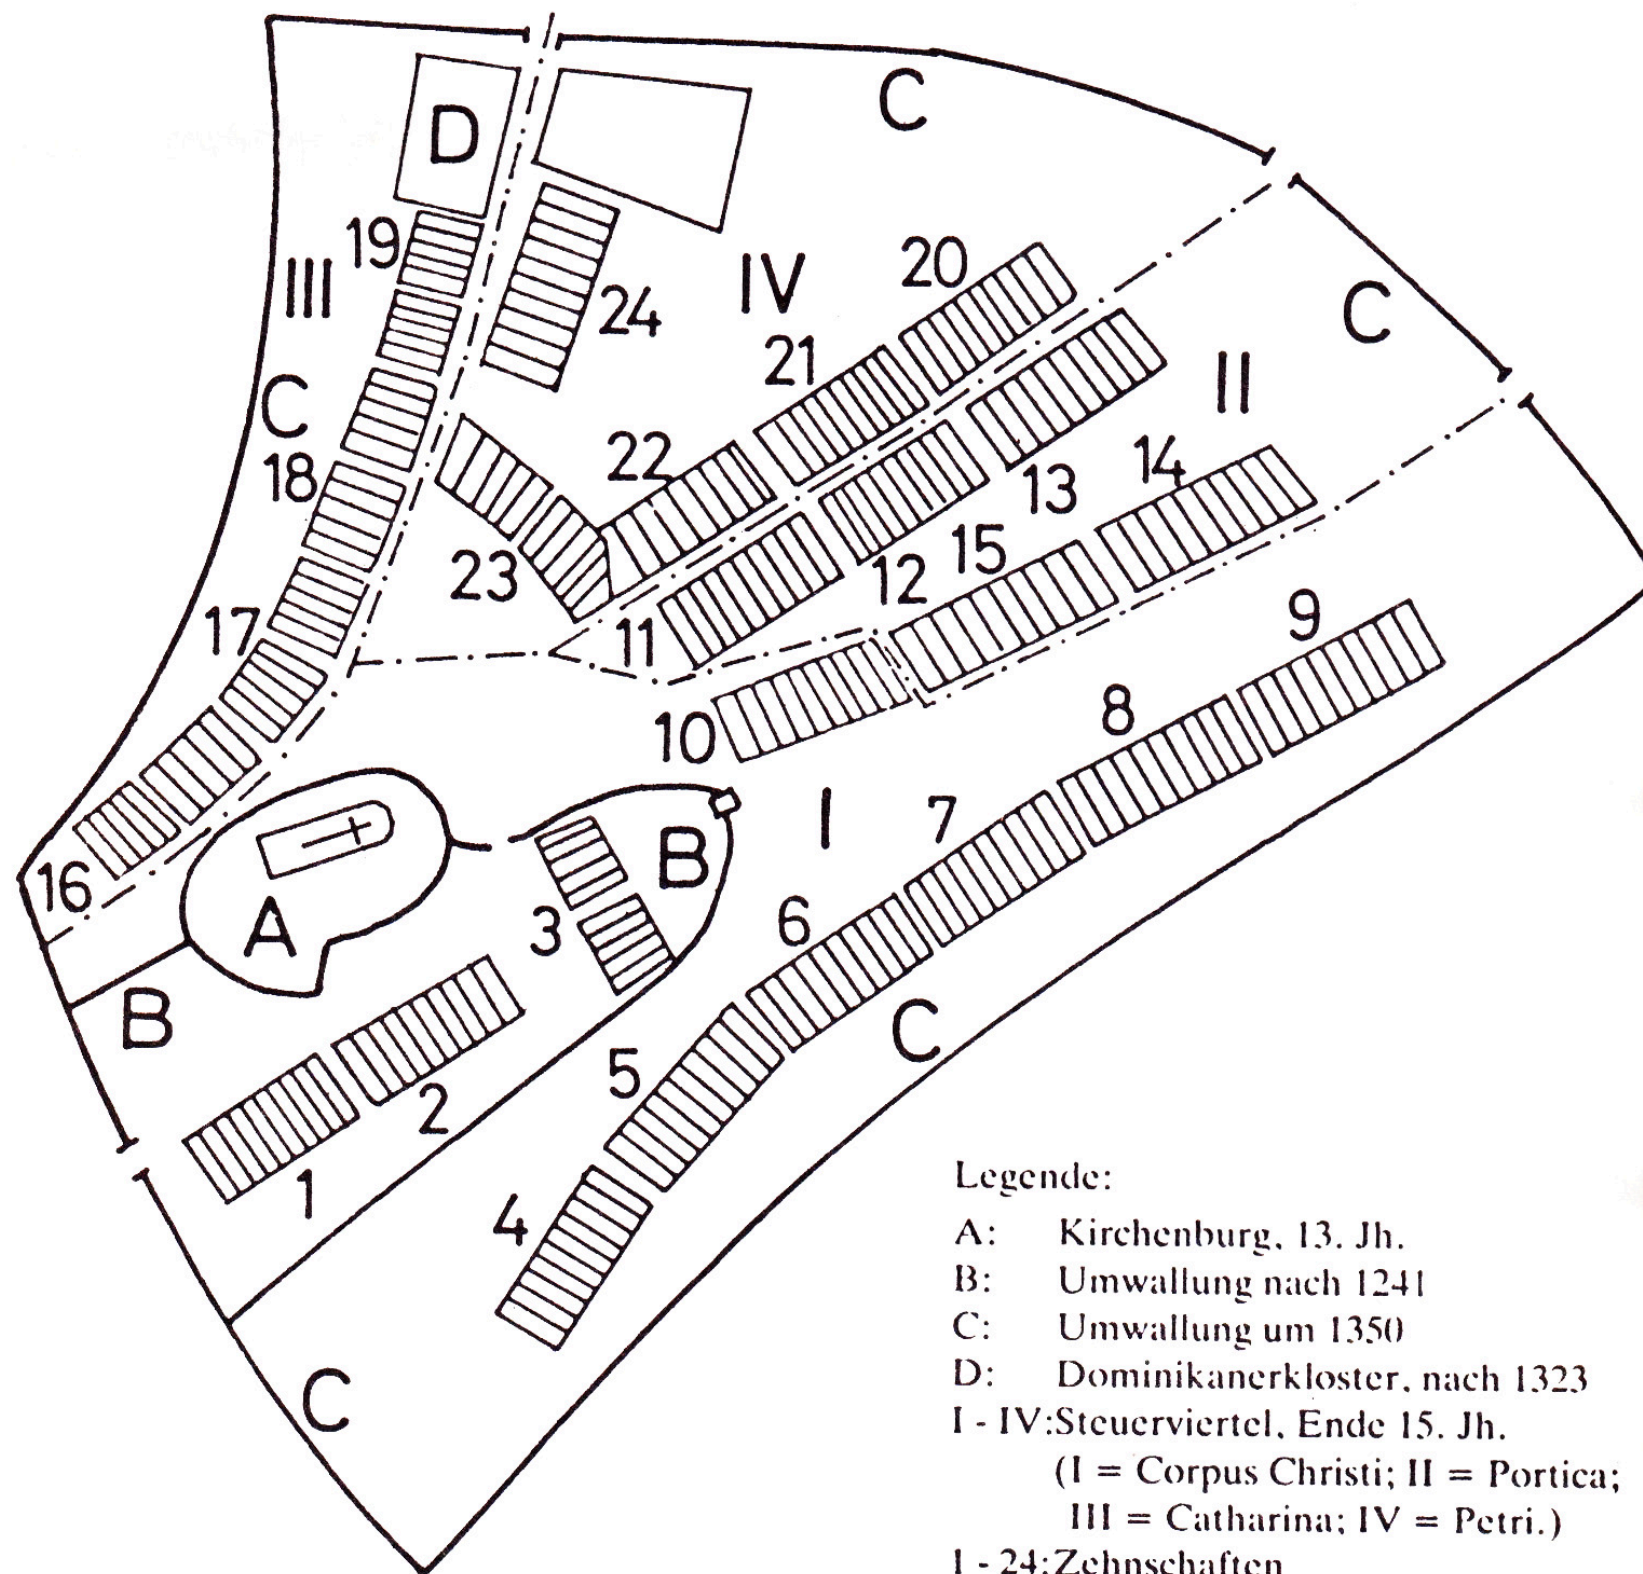 D
C
19
III
IV
20
24
C
21
C
II
22
14
18
13
23
15
12
9
17
11
10
8
I
7
B
16
3
A
6
B
C
5
2
1
4
C
Legende:
A: Kirchenburg, 13. Jh.
B: Umwallung nach 1241
C: Umwallung um 1350
D: Dominikanerkloster, nach 1323
I - IV: Steuerviertel, Ende 15. Jh.
(I = Corpus Christi; II = Portica;
III = Catharina; IV = Petri.)
1 - 24: Zehnschaften